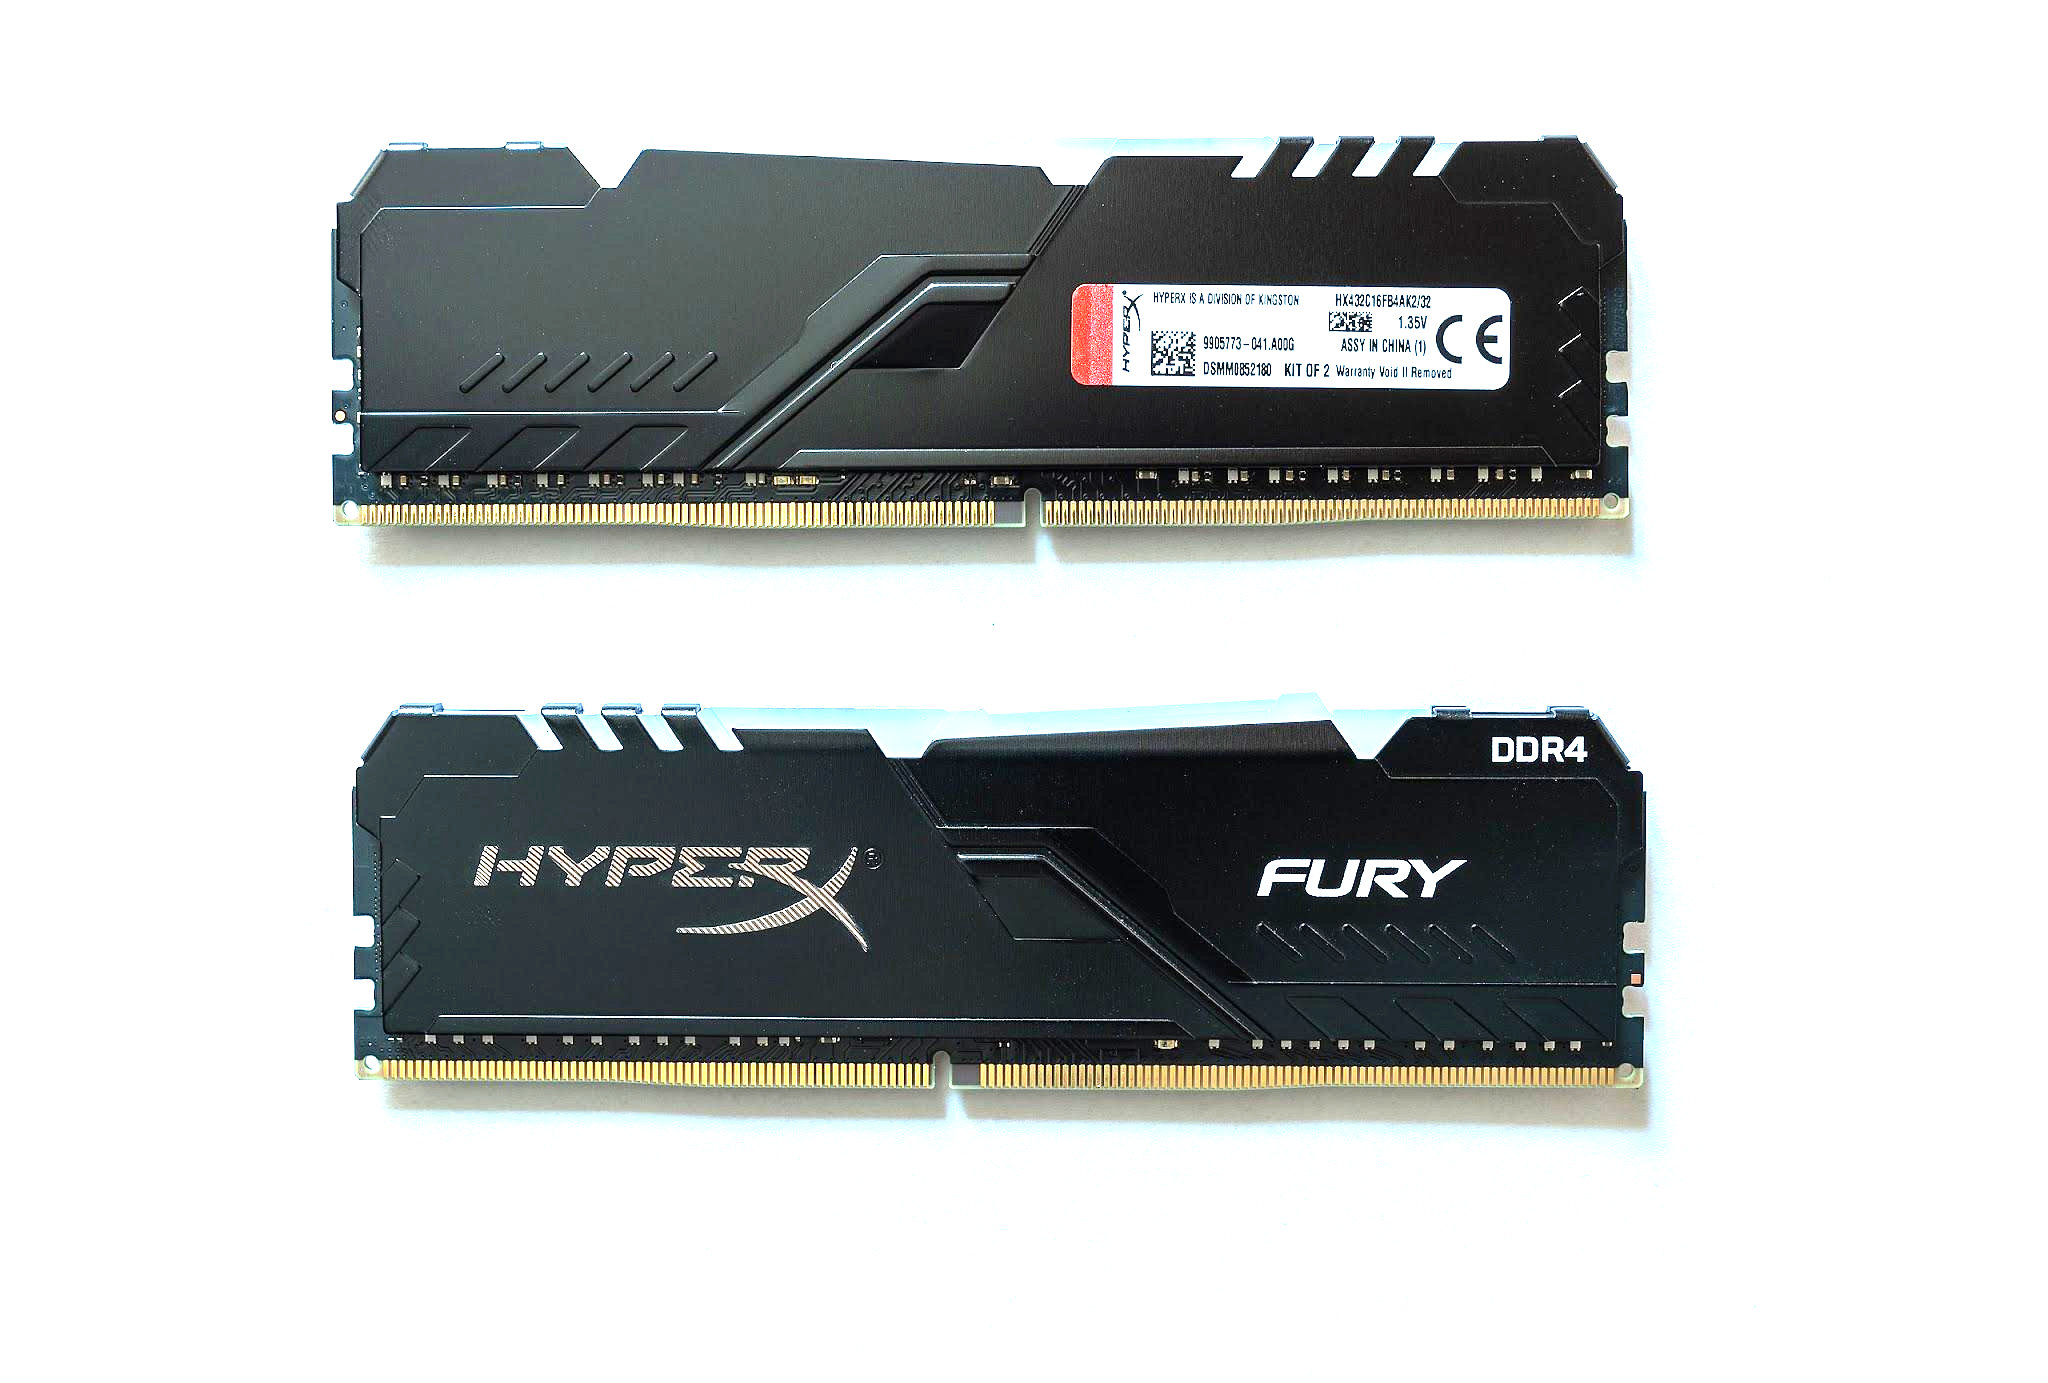 HYPERX
HYPERX IS A DIVISION OF KINGSTON
HX432C16FB4AK2/32
1.35V
9905773-041.A00G
ASSY IN CHINA (1)
CE
DSMM0852180 KIT OF 2 Warranty Void If Removed
DDR4
HYPERX®
FURY